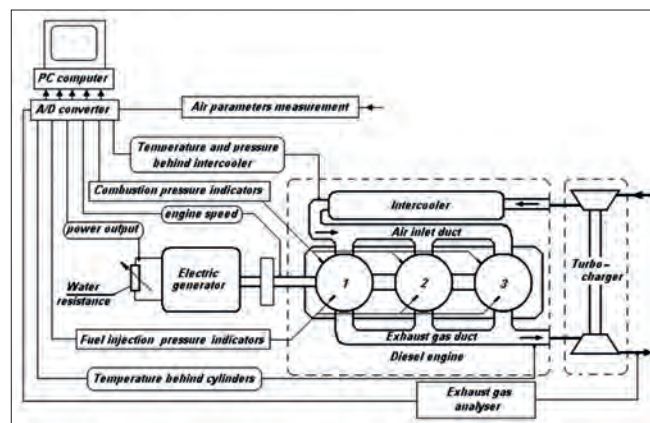 PC computer
A/D converter
Air parameters measurement
Temperature and pressure
behind intercooler
Combustion pressure indicators
Intercooler
engine speed
Air inlet duct
power output
Electric
generator
1
2
3
Turbo-
charger
Water
resistance
Fuel injection pressure indicators
Exhaust gas duct
Diesel engine
Temperature behind cylinders
Exhaust gas
analyser